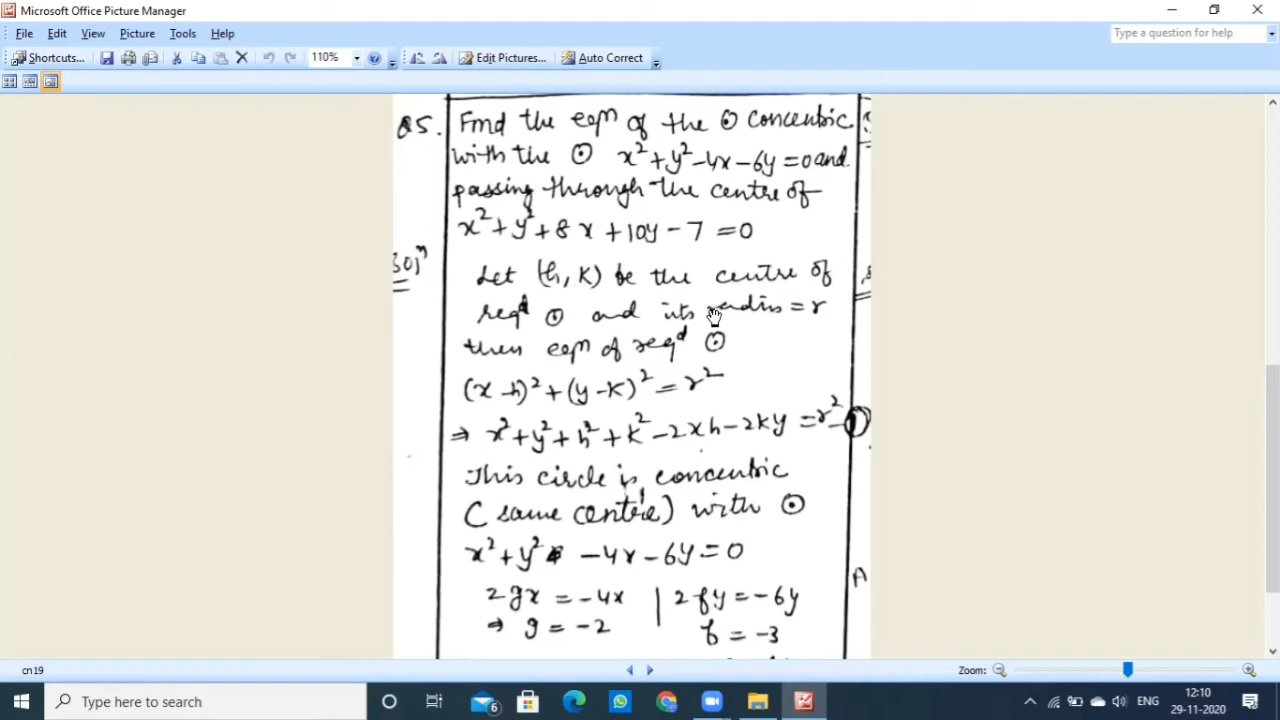 Microsoft Office Picture Manager
File Edit View Picture Tools Help
Type a question for help
Shortcuts... 110% Edit Pictures... Auto Correct
Q5. Find the eqn of the ⊙ concentric
with the ⊙ x²+y²-4x-6y=0 and
passing through the centre of
x²+y²+8x+10y-7=0
Soln
Let (h,k) be the centre of
reqd ⊙ and its radius=r
then eqn of reqd ⊙
(x-h)²+(y-k)²=r²
⇒ x²+y²+h²+k²-2xh-2ky=r²-①
This circle is concentric
(same centre) with ⊙
x²+y² -4x-6y=0
2gx=-4x | 2fy=-6y
⇒ g=-2 f=-3
A
cn19
Zoom:
Type here to search
6
ENG
12:10
29-11-2020